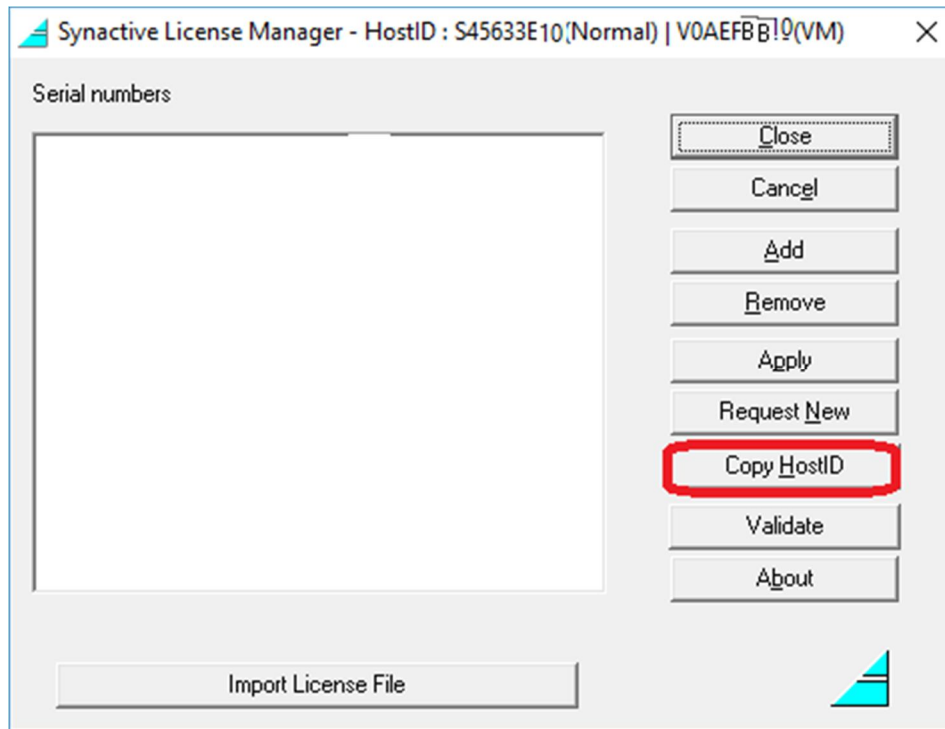 Synactive License Manager - HostID : S45633E10(Normal) | V0AEFBB10(VM)
Serial numbers
Close
Cancel
Add
Remove
Apply
Request New
Copy HostID
Validate
About
Import License File